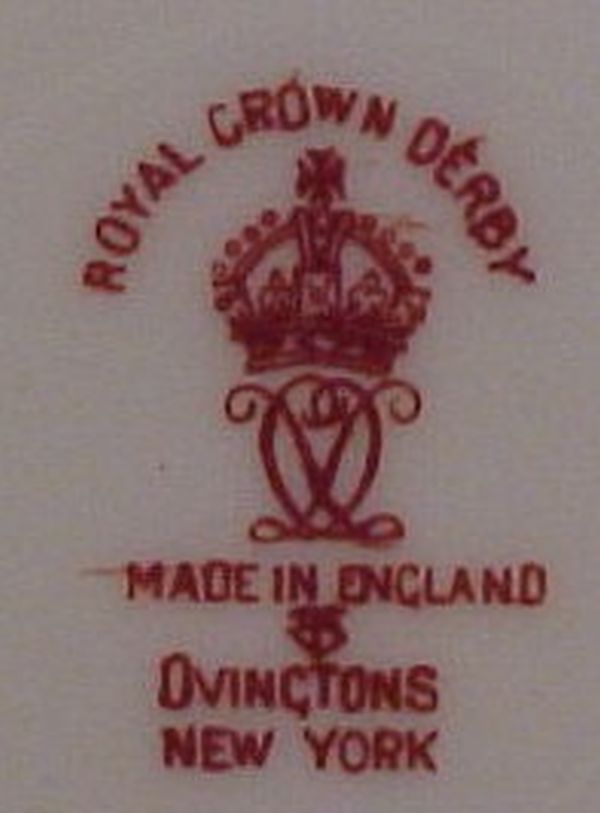 ROYAL CROWN DERBY
MADE IN ENGLAND
OVINGTONS
NEW YORK